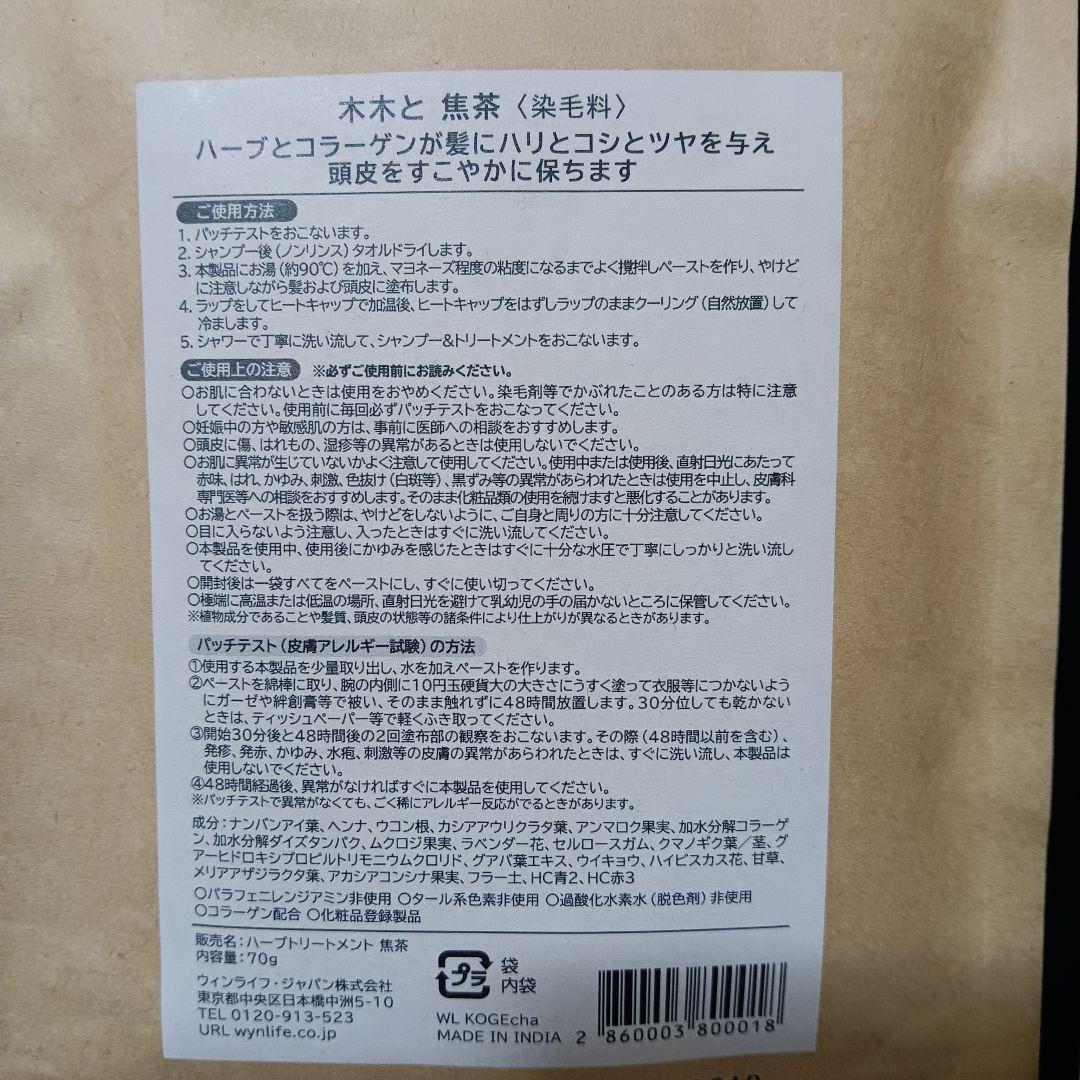 木木と 焦茶〈染毛料〉
ハーブとコラーゲンが髪にハリとコシとツヤを与え
頭皮をすこやかに保ちます
ご使用方法
1. パッチテストをおこないます。
2. シャンプー後（ノンリンス）タオルドライします。
3. 本製品にお湯（約90℃）を加え、マヨネーズ程度の粘度になるまでよく攪拌しペーストを作り、やけど
に注意しながら髪および頭皮に塗布します。
4. ラップをしてヒートキャップで加温後、ヒートキャップをはずしラップのままクーリング（自然放置）して
冷まします。
5. シャワーで丁寧に洗い流して、シャンプー&トリートメントをおこないます。
ご使用上の注意 ※必ずご使用前にお読みください。
○お肌に合わないときは使用をおやめください。染毛剤等でかぶれたことのある方は特に注意
してください。使用前に毎回必ずパッチテストをおこなってください。
○妊娠中の方や敏感肌の方は、事前に医師への相談をおすすめします。
○頭皮に傷、はれもの、湿疹等の異常があるときは使用しないでください。
○お肌に異常が生じていないかよく注意して使用してください。使用中または使用後、直射日光にあたって
赤味、はれ、かゆみ、刺激、色抜け（白斑等）、黒ずみ等の異常があらわれたときは使用を中止し、皮膚科
専門医等への相談をおすすめします。そのまま化粧品類の使用を続けますと悪化することがあります。
○お湯とペーストを扱う際は、やけどをしないように、ご自身と周りの方に十分注意してください。
○目に入らないよう注意し、入ったときはすぐに洗い流してください。
○本製品を使用中、使用後にかゆみを感じたときはすぐに十分な水圧で丁寧にしっかりと洗い流し
てください。
○開封後は一袋すべてをペーストにし、すぐに使い切ってください。
○極端に高温または低温の場所、直射日光を避けて乳幼児の手の届かないところに保管してください。
※植物成分であることや髪質、頭皮の状態等の諸条件により仕上がりが異なるときがあります。
パッチテスト（皮膚アレルギー試験）の方法
①使用する本製品を少量取り出し、水を加えペーストを作ります。
②ペーストを綿棒に取り、腕の内側に10円玉硬貨大の大きさにうすく塗って衣服等につかないよう
にガーゼや絆創膏等で被い、そのまま触れずに48時間放置します。30分位しても乾かない
ときは、ティッシュペーパー等で軽くふき取ってください。
③開始30分後と48時間後の2回塗布部の観察をおこないます。その際（48時間以前を含む）、
発疹、発赤、かゆみ、水疱、刺激等の皮膚の異常があらわれたときは、すぐに洗い流し、本製品は
使用しないでください。
④48時間経過後、異常がなければすぐに本製品を使用してください。
※パッチテストで異常がなくても、ごく稀にアレルギー反応がでるときがあります。
成分：ナンバンアイ葉、ヘンナ、ウコン根、カシアアウリクラタ葉、アンマロク果実、加水分解コラーゲ
ン、加水分解ダイズタンパク、ムクロジ果実、ラベンダー花、セルロースガム、クマノギク葉／茎、グ
アーヒドロキシプロピルトリモニウムクロリド、グアバ葉エキス、ウイキョウ、ハイビスカス花、甘草、
メリアアザジラクタ葉、アカシアコンシナ果実、フラー土、HC青2、HC赤3
○パラフェニレンジアミン非使用 ○タール系色素非使用 ○過酸化水素水（脱色剤）非使用
○コラーゲン配合 ○化粧品登録製品
販売名：ハーブトリートメント 焦茶
内容量：70g
ウィンライフ・ジャパン株式会社
東京都中央区日本橋中洲5-10
TEL 0120-913-523
URL wynlife.co.jp
プラ
袋
内袋
WL KOGEcha
MADE IN INDIA
2 860003 800018